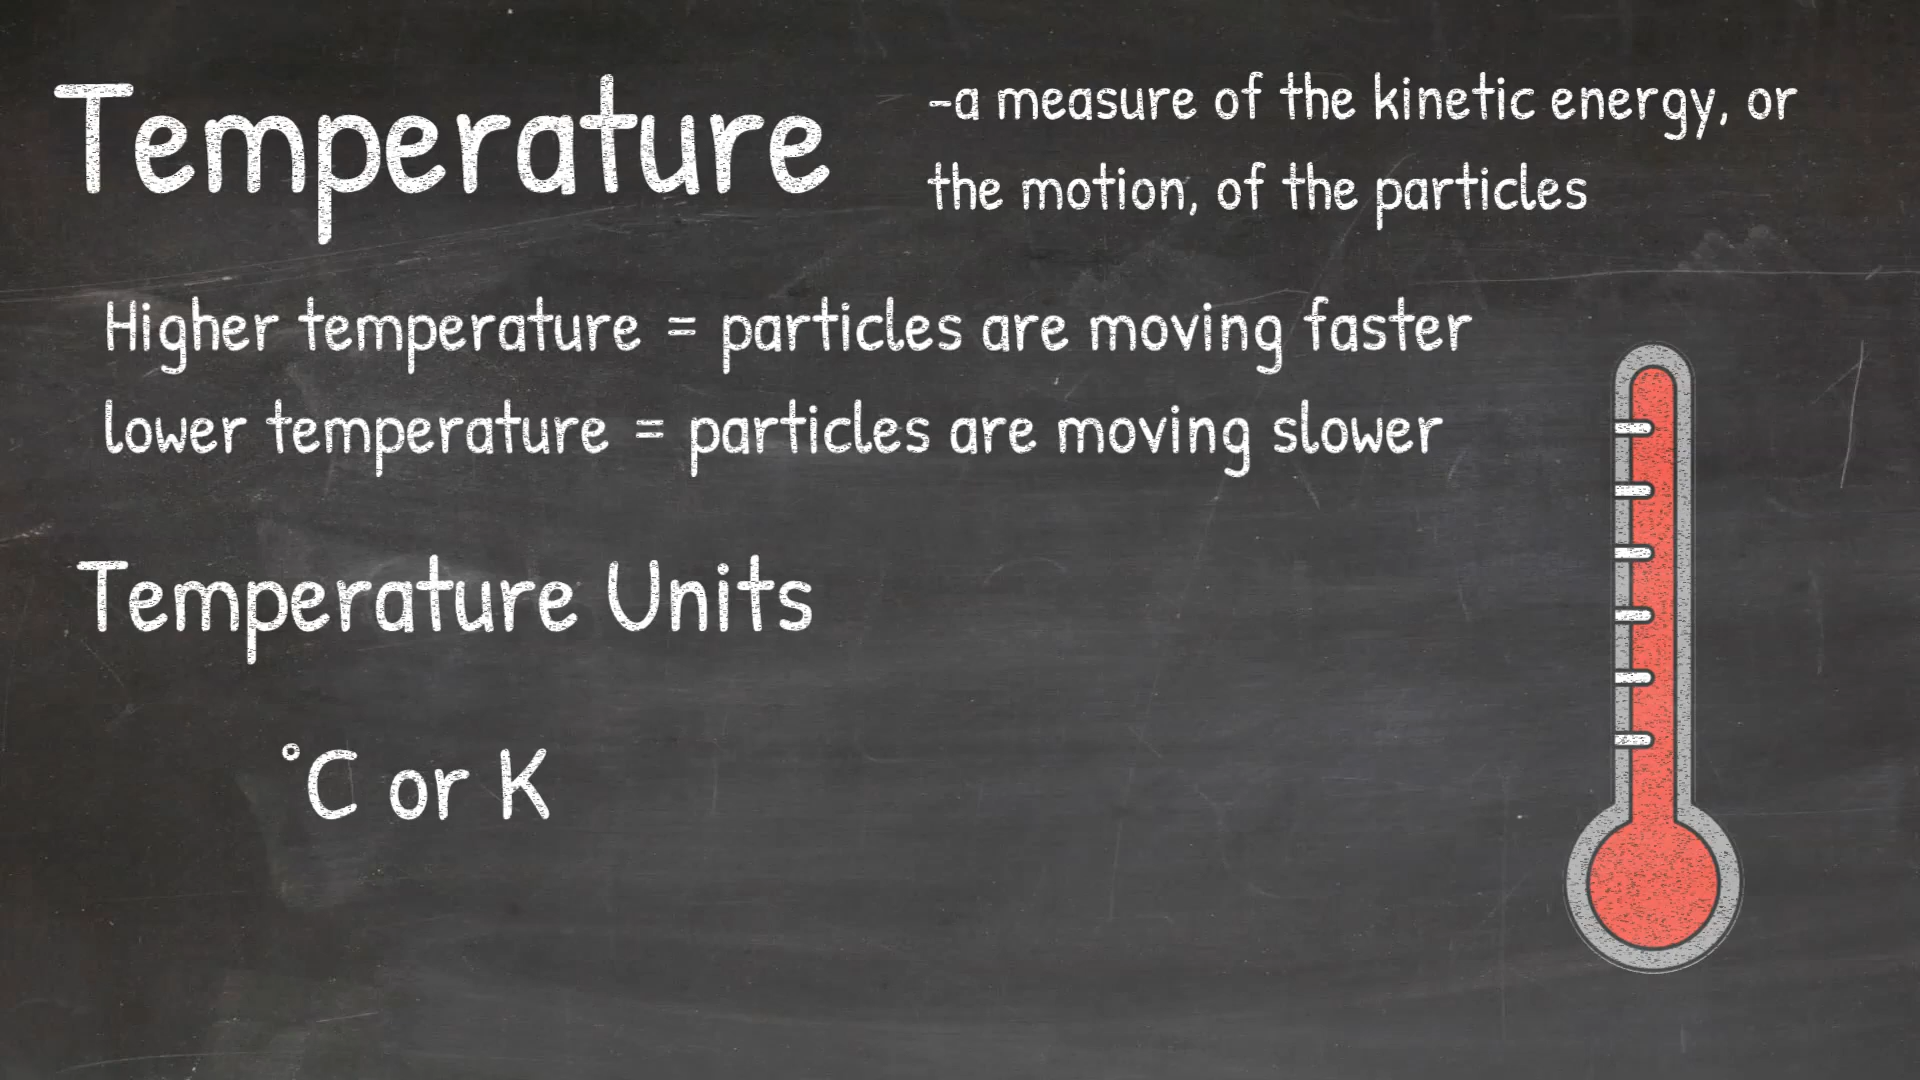 Temperature
-a measure of the kinetic energy, or
the motion, of the particles
Higher temperature = particles are moving faster
lower temperature = particles are moving slower
Temperature Units
°C or K